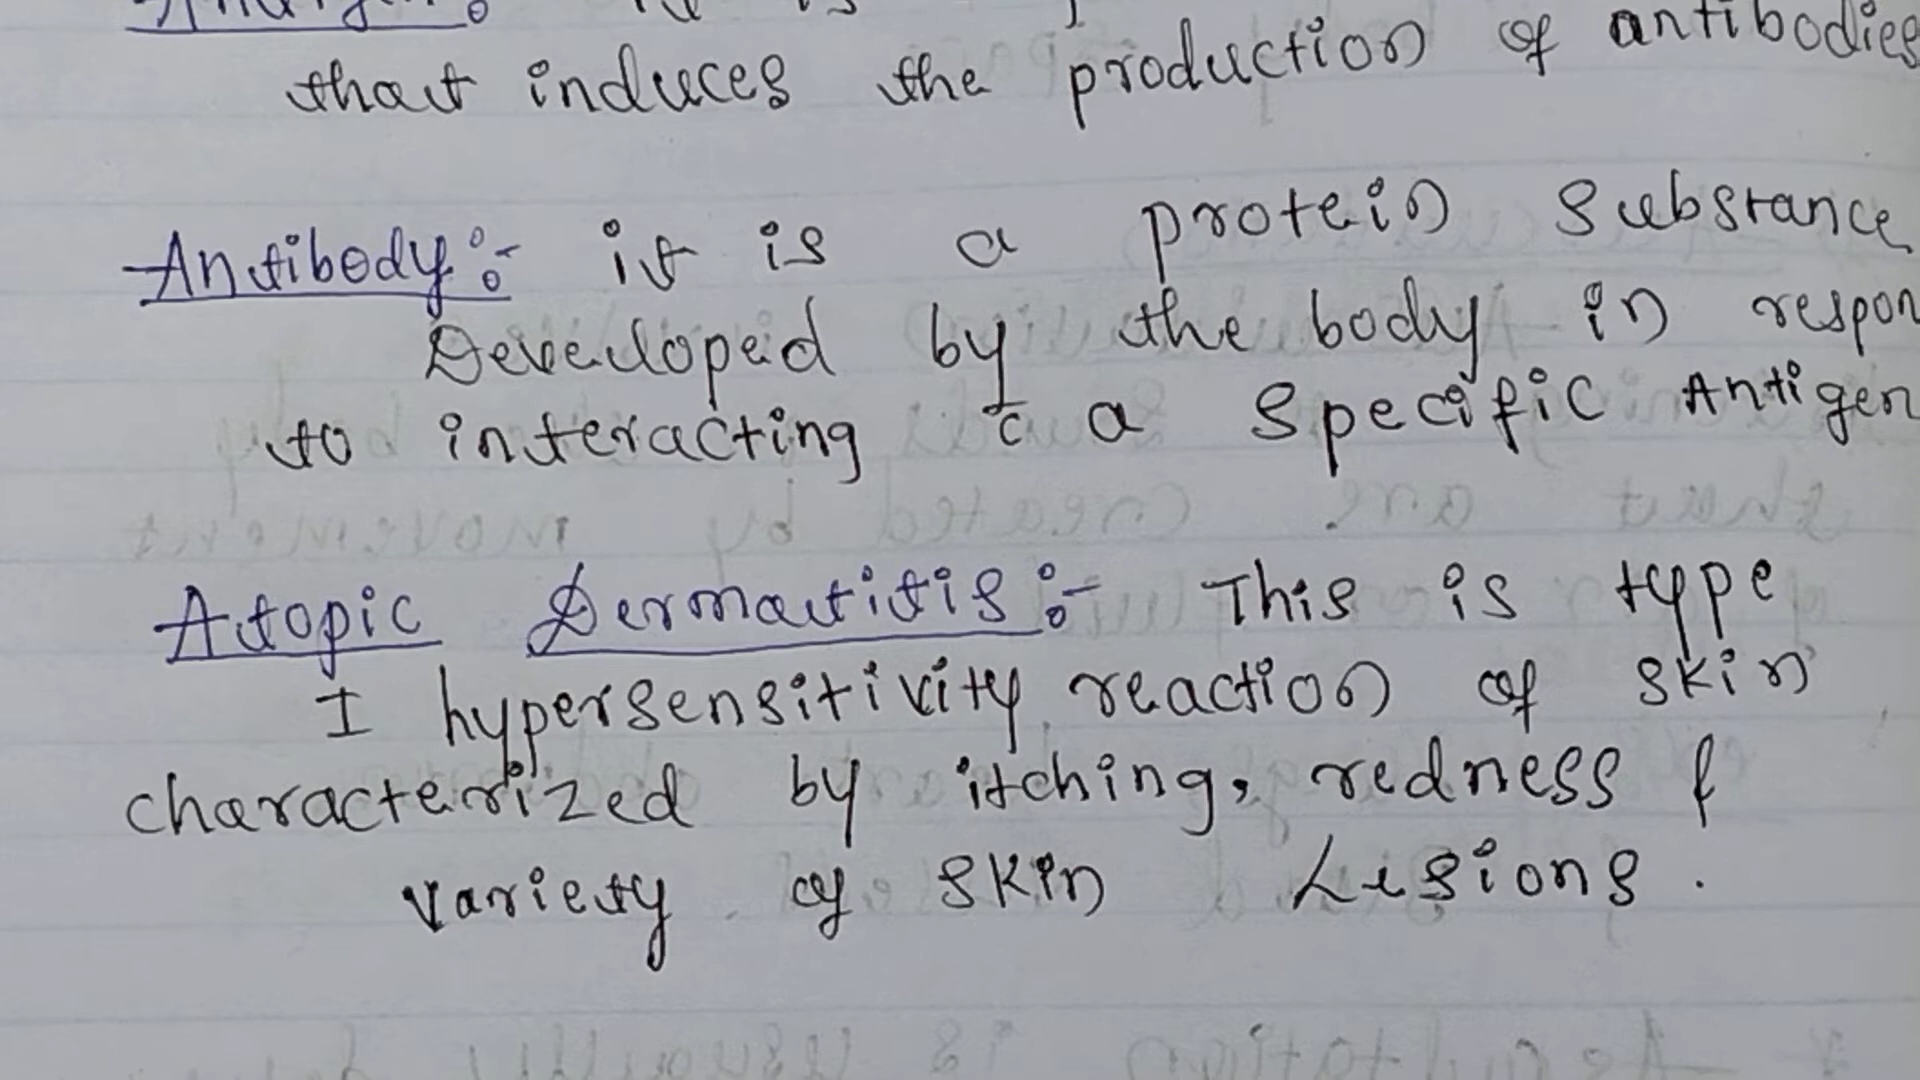 that induces the production of antibodies
Antibody:- it is a protein substance
Developed by the body in respon
to interacting c̄ a specific Antigen
Atopic Dermatitis:- This is type
I hypersensitivity reaction of skin
characterized by itching, redness &
variety of skin Lesions.